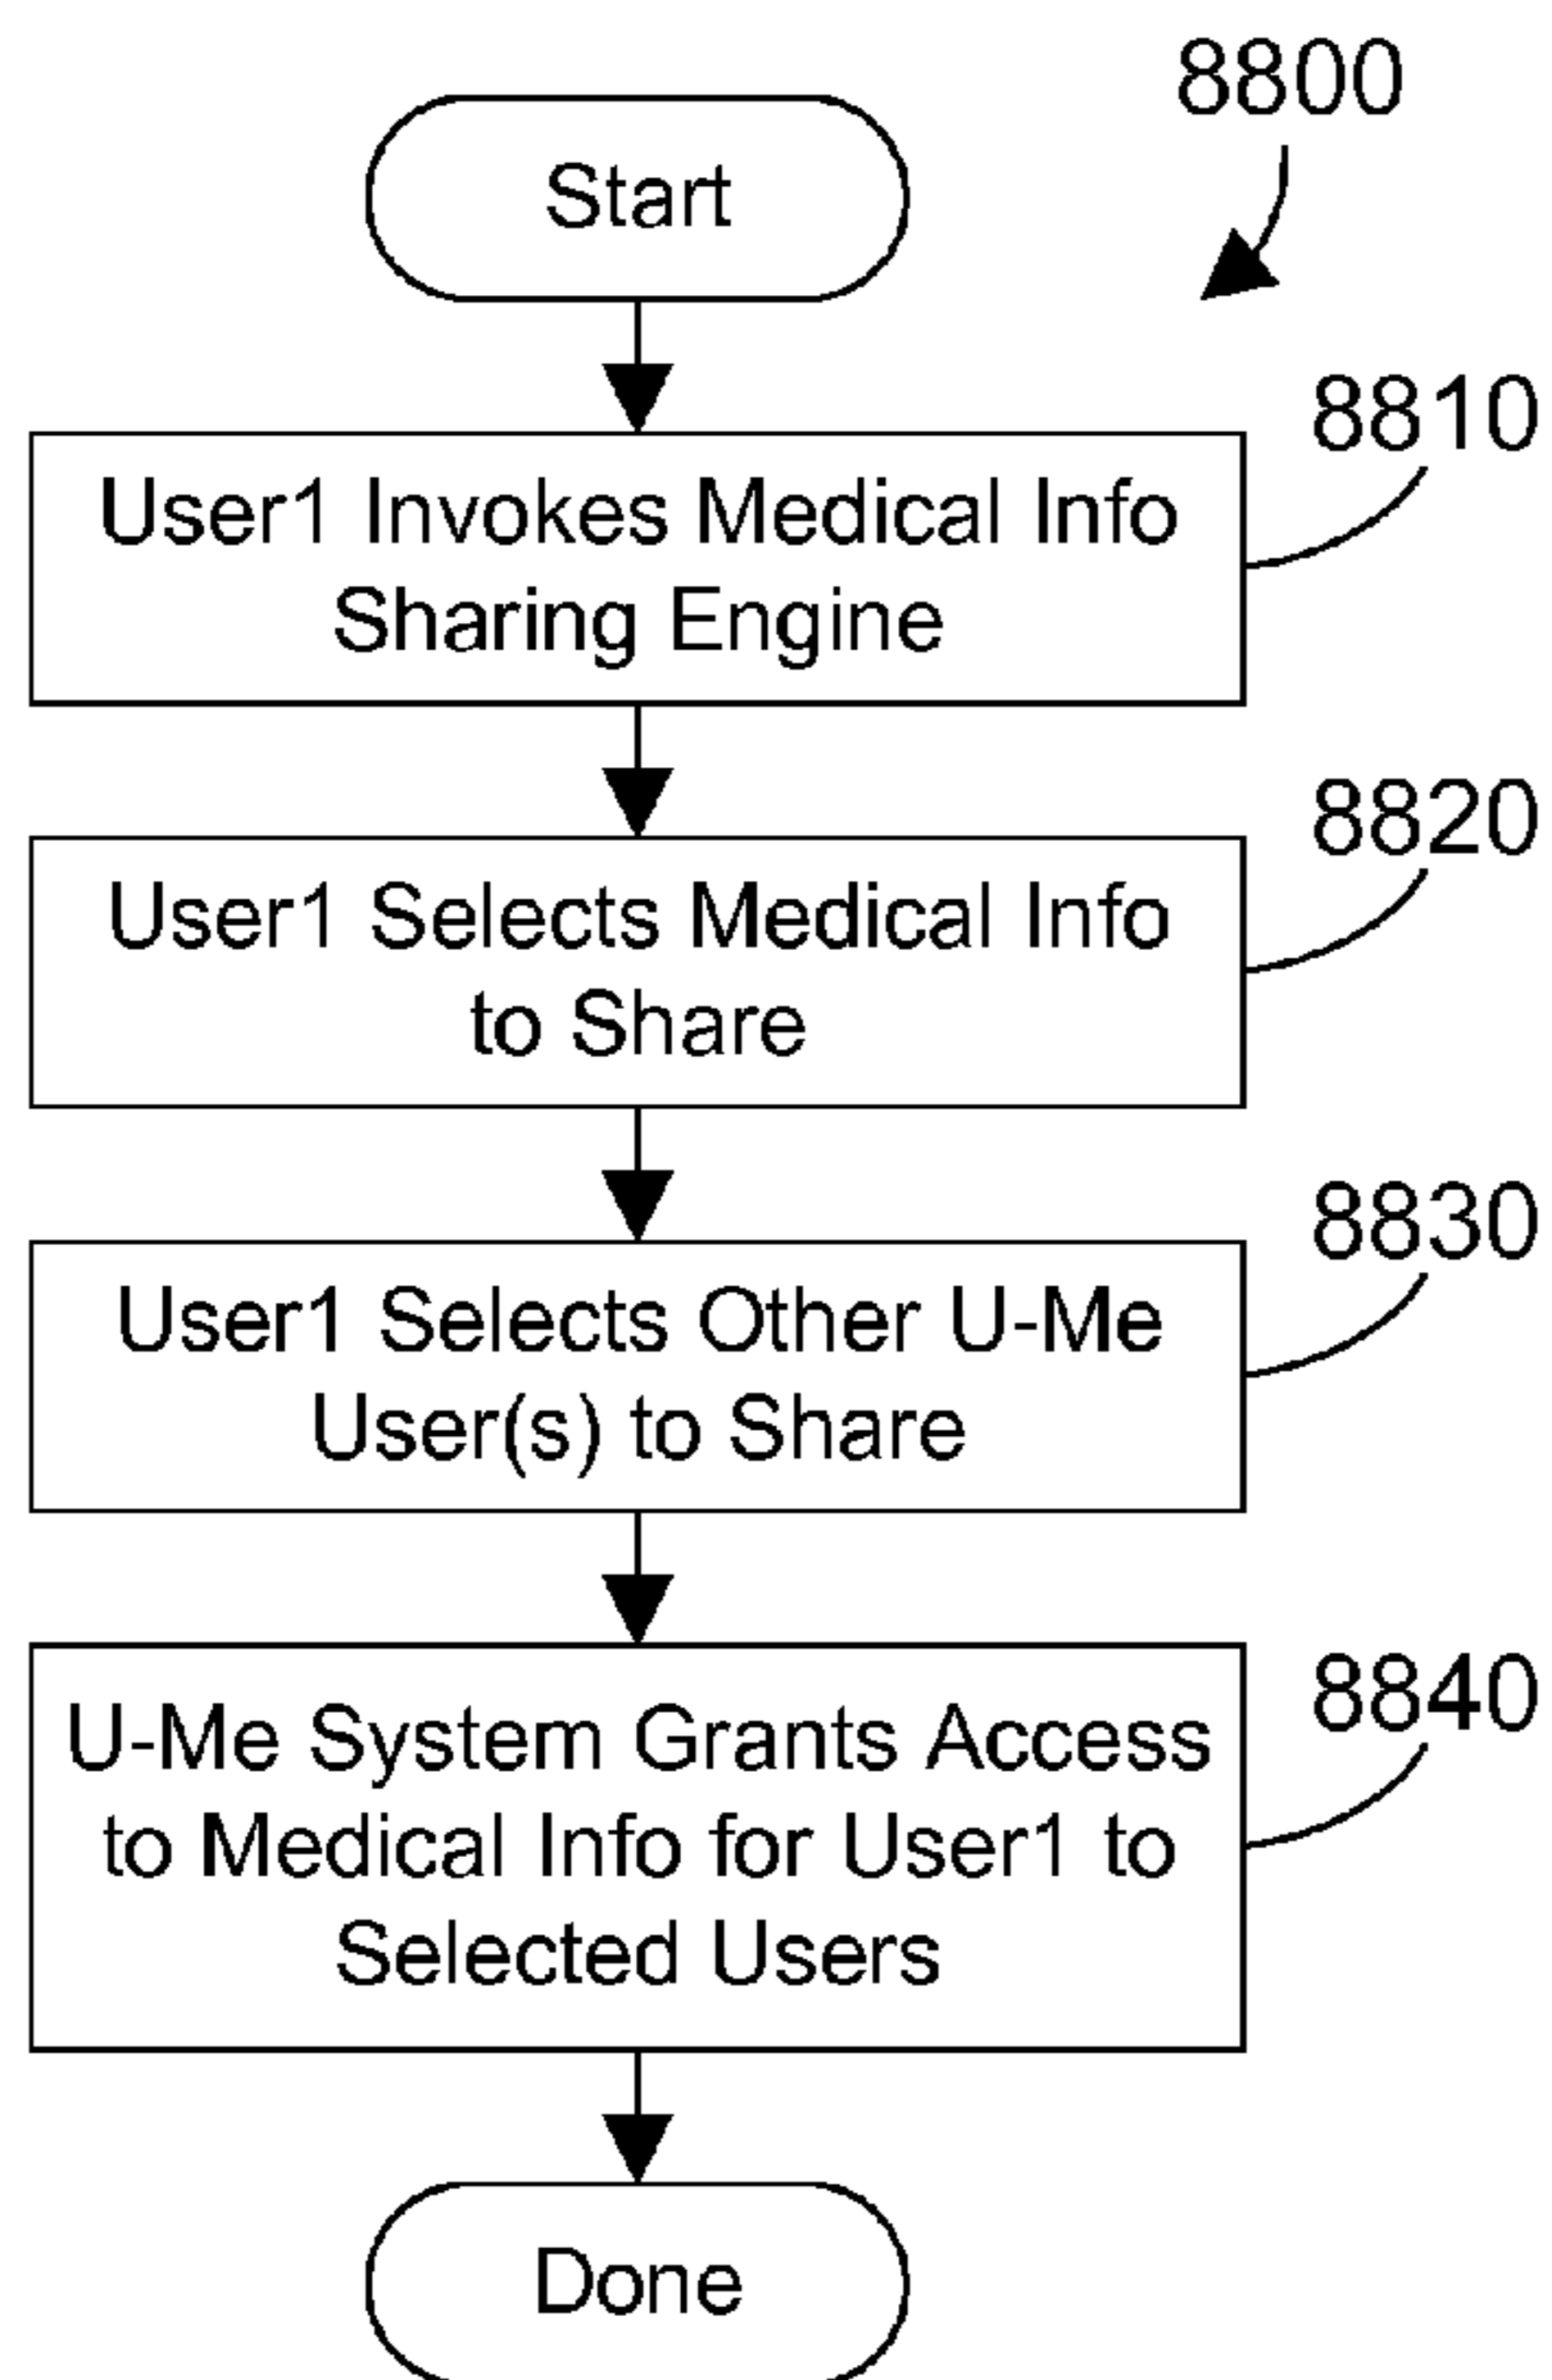 8800
Start
8810
User1 Invokes Medical Info
Sharing Engine
8820
User1 Selects Medical Info
to Share
8830
User1 Selects Other U-Me
User(s) to Share
8840
U-Me System Grants Access
to Medical Info for User1 to
Selected Users
Done